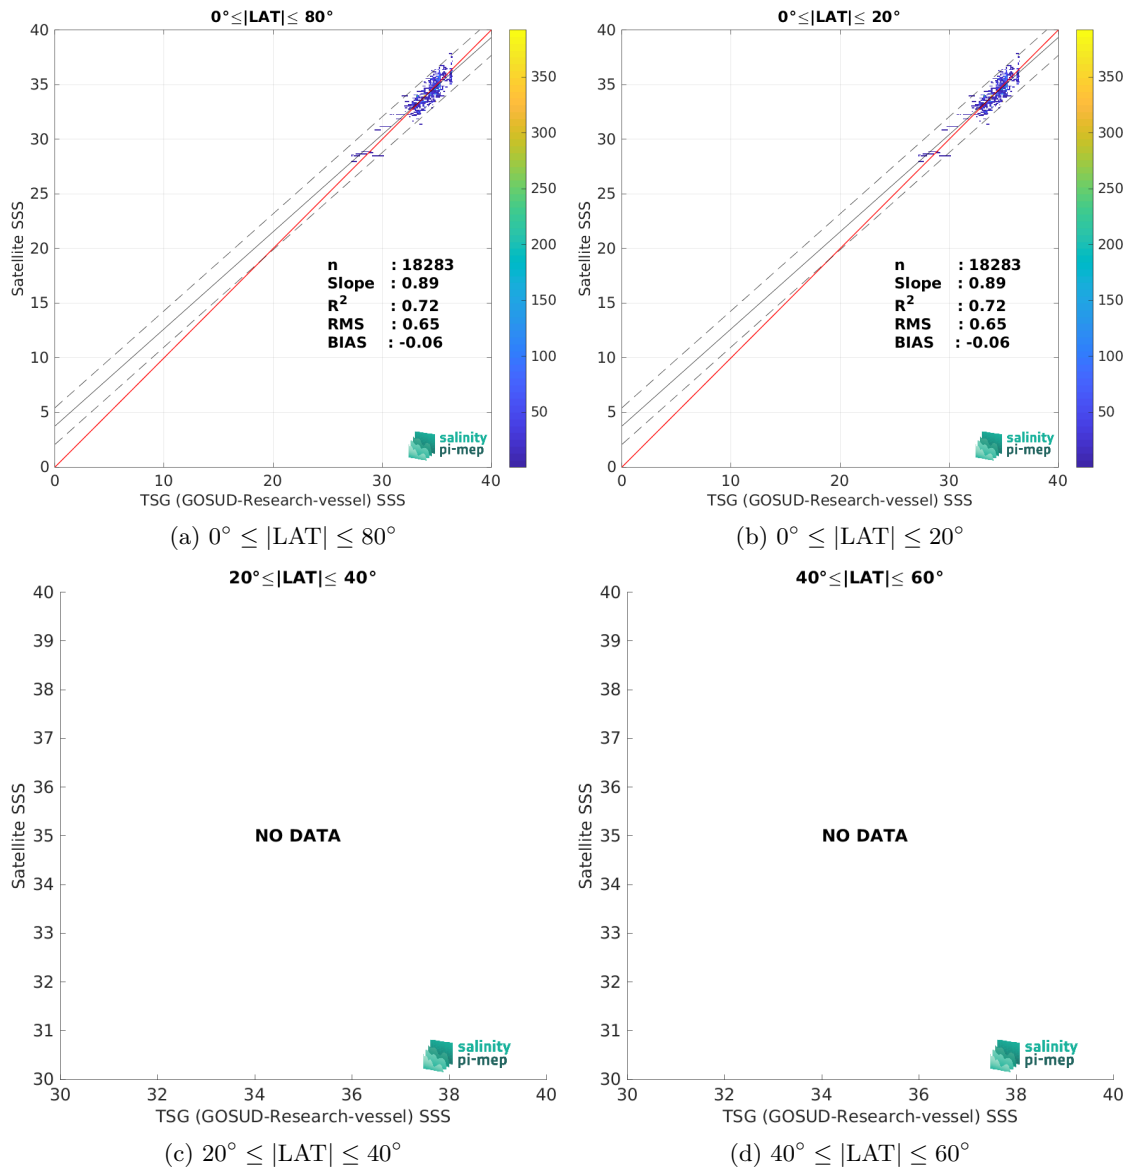 0°≤|LAT|≤ 80°
40
35
30
25
20
15
10
5
0
Satellite SSS
n : 18283
Slope : 0.89
R² : 0.72
RMS : 0.65
BIAS : -0.06
salinity
pi-mep
0 10 20 30 40
TSG (GOSUD-Research-vessel) SSS
350
300
250
200
150
100
50
(a) 0° ≤ |LAT| ≤ 80°
0°≤|LAT|≤ 20°
40
35
30
25
20
15
10
5
0
Satellite SSS
n : 18283
Slope : 0.89
R² : 0.72
RMS : 0.65
BIAS : -0.06
salinity
pi-mep
0 10 20 30 40
TSG (GOSUD-Research-vessel) SSS
350
300
250
200
150
100
50
(b) 0° ≤ |LAT| ≤ 20°
20°≤|LAT|≤ 40°
40
39
38
37
36
35
34
33
32
31
30
Satellite SSS
NO DATA
salinity
pi-mep
30 32 34 36 38 40
TSG (GOSUD-Research-vessel) SSS
(c) 20° ≤ |LAT| ≤ 40°
40°≤|LAT|≤ 60°
40
39
38
37
36
35
34
33
32
31
30
Satellite SSS
NO DATA
salinity
pi-mep
30 32 34 36 38 40
TSG (GOSUD-Research-vessel) SSS
(d) 40° ≤ |LAT| ≤ 60°